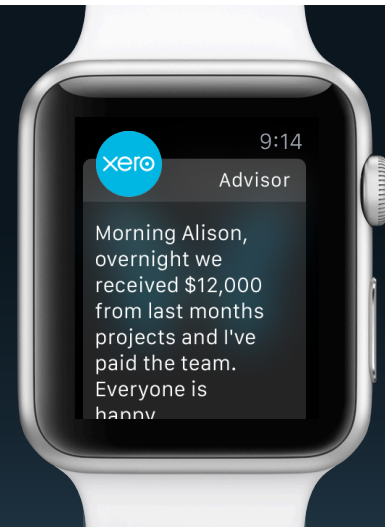 9:14
xero
Advisor
Morning Alison,
overnight we
received $12,000
from last months
projects and I've
paid the team.
Everyone is
happy